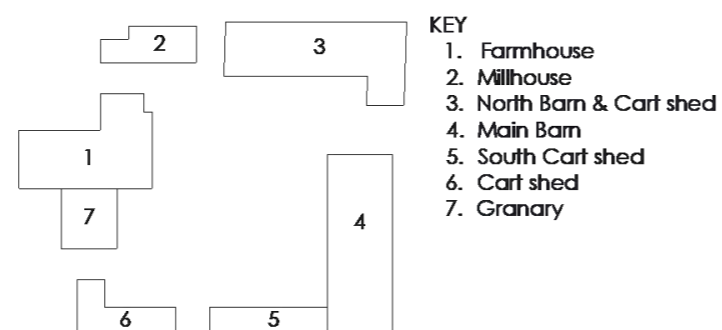 2
3
1
7
4
6
5
KEY
1. Farmhouse
2. Millhouse
3. North Barn & Cart shed
4. Main Barn
5. South Cart shed
6. Cart shed
7. Granary